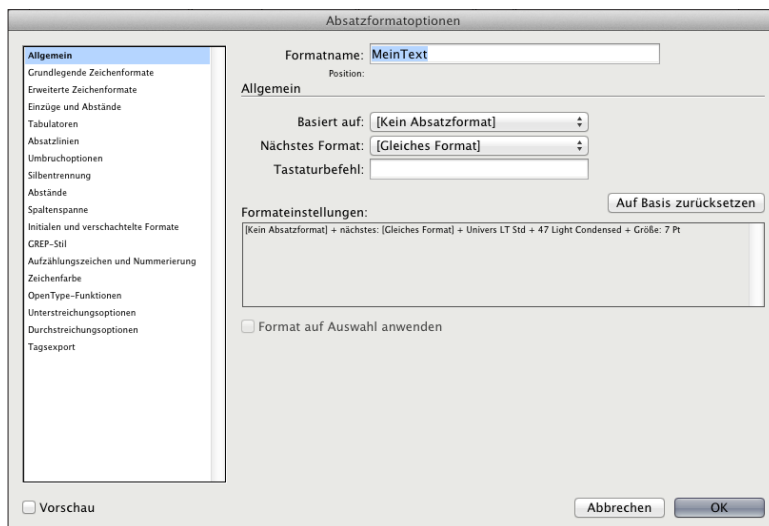 Absatzformatoptionen
Allgemein
Grundlegende Zeichenformate
Erweiterte Zeichenformate
Einzüge und Abstände
Tabulatoren
Absatzlinien
Umbruchoptionen
Silbentrennung
Abstände
Spaltenspanne
Initialen und verschachtelte Formate
GREP-Stil
Aufzählungszeichen und Nummerierung
Zeichenfarbe
OpenType-Funktionen
Unterstreichungsoptionen
Durchstreichungsoptionen
Tagsexport
Formatname: MeinText
Position:
Allgemein
Basiert auf: [Kein Absatzformat]
Nächstes Format: [Gleiches Format]
Tastaturbefehl:
Auf Basis zurücksetzen
Formateinstellungen:
[Kein Absatzformat] + nächstes: [Gleiches Format] + Univers LT Std + 47 Light Condensed + Größe: 7 Pt
Format auf Auswahl anwenden
Vorschau
Abbrechen
OK